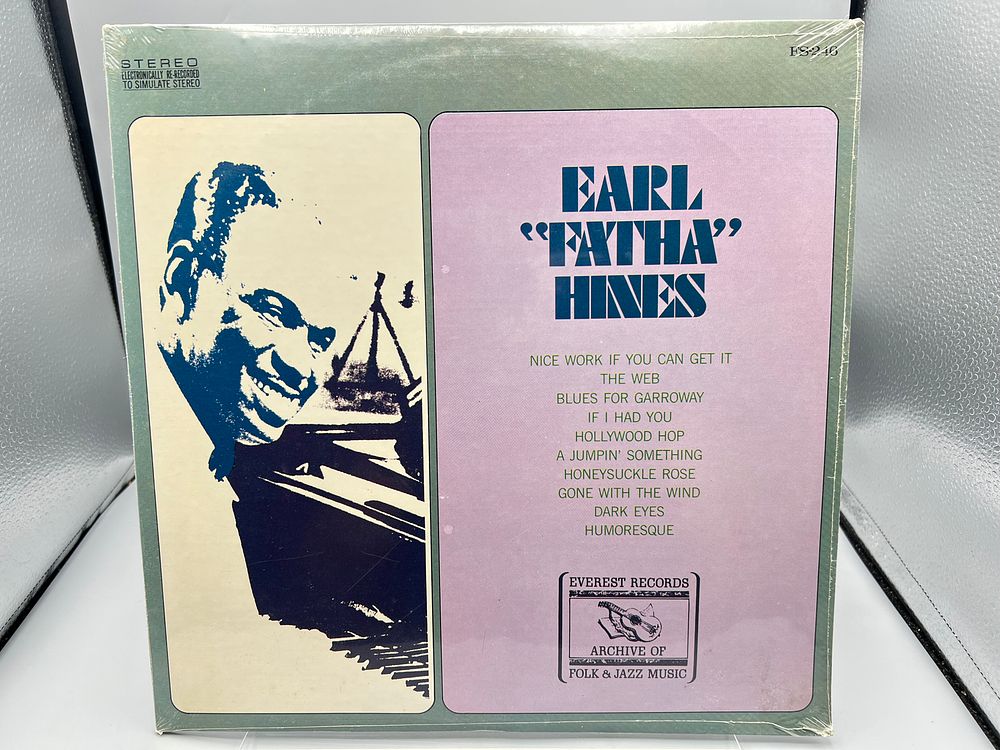 STEREO
ELECTRONICALLY RE-RECORDED
TO SIMULATE STEREO
FS-246
EARL
“FATHA”
HINES
NICE WORK IF YOU CAN GET IT
THE WEB
BLUES FOR GARROWAY
IF I HAD YOU
HOLLYWOOD HOP
A JUMPIN' SOMETHING
HONEYSUCKLE ROSE
GONE WITH THE WIND
DARK EYES
HUMORESQUE
EVEREST RECORDS
ARCHIVE OF
FOLK & JAZZ MUSIC